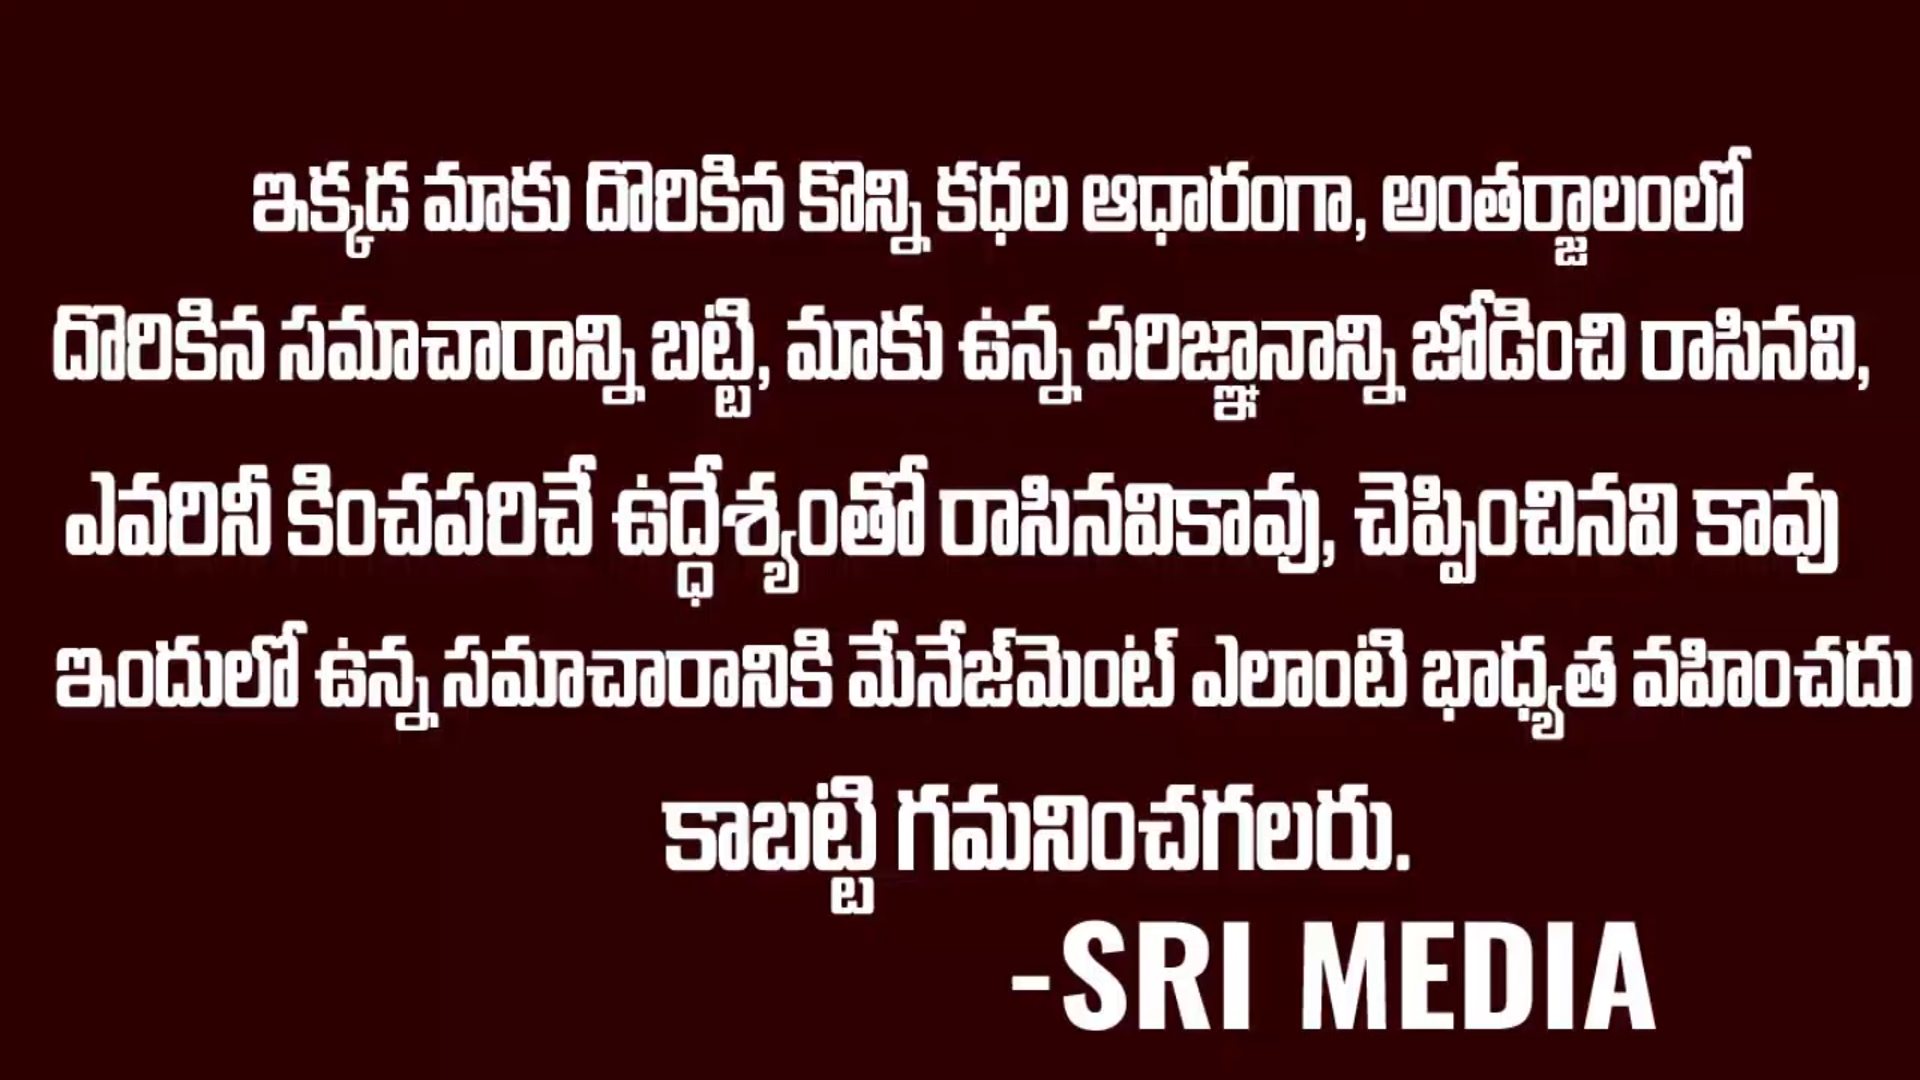 ఇక్కడ మాకు దొరికిన కొన్ని కధల ఆధారంగా, అంతర్జాలంలో
దొరికిన సమాచారాన్ని బట్టి, మాకు ఉన్న పరిజ్ఞానాన్ని జోడించి రాసినవి,
ఎవరినీ కించపరిచే ఉద్ధేశ్యంతో రాసినవికావు, చెప్పించినవి కావు
ఇందులో ఉన్న సమాచారానికి మేనేజ్‌మెంట్ ఎలాంటి భాధ్యత వహించదు
కాబట్టి గమనించగలరు.
-SRI MEDIA